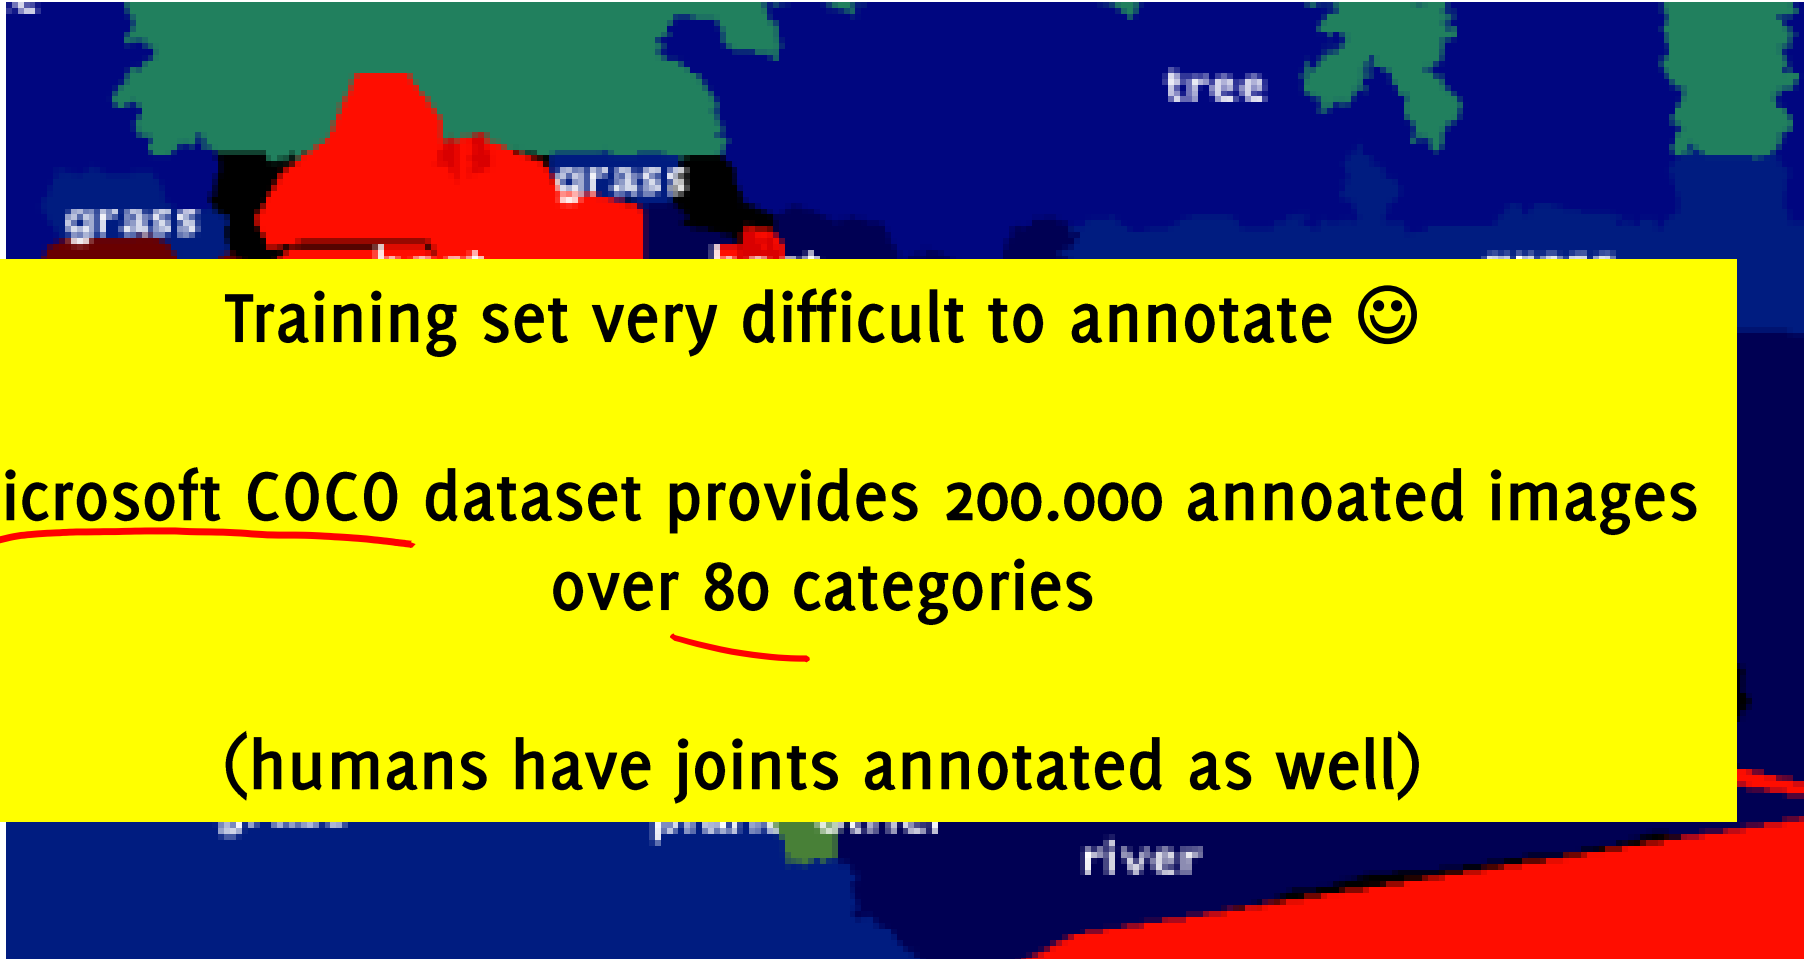 tree
grass
grass
Training set very difficult to annotate ☺
icrosoft COCO dataset provides 200.000 annoated images
over 80 categories
(humans have joints annotated as well)
river